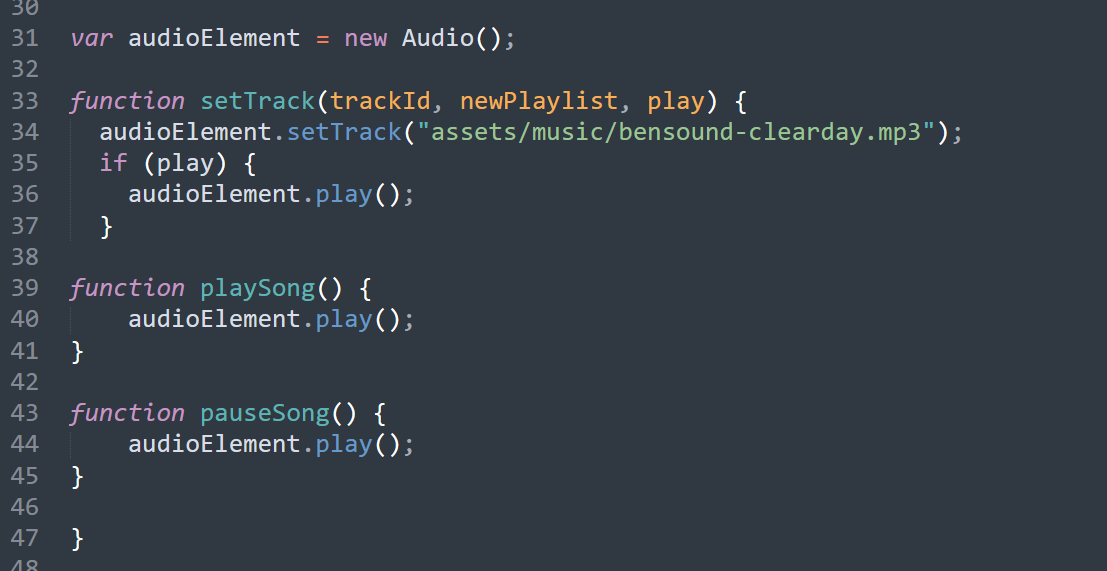 30
31 var audioElement = new Audio();
32
33 function setTrack(trackId, newPlaylist, play) {
34   audioElement.setTrack("assets/music/bensound-clearday.mp3");
35   if (play) {
36     audioElement.play();
37   }
38
39 function playSong() {
40     audioElement.play();
41 }
42
43 function pauseSong() {
44     audioElement.play();
45 }
46
47 }
48